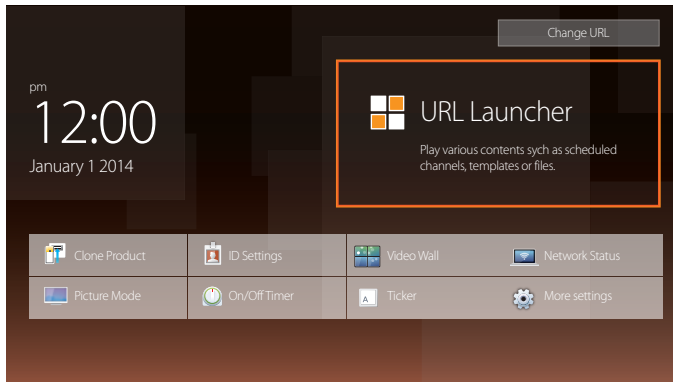 Change URL
pm
12:00
January 1 2014
URL Launcher
Play various contents sych as scheduled
channels, templates or files.
Clone Product
ID Settings
Video Wall
Network Status
Picture Mode
On/Off Timer
A
Ticker
More settings